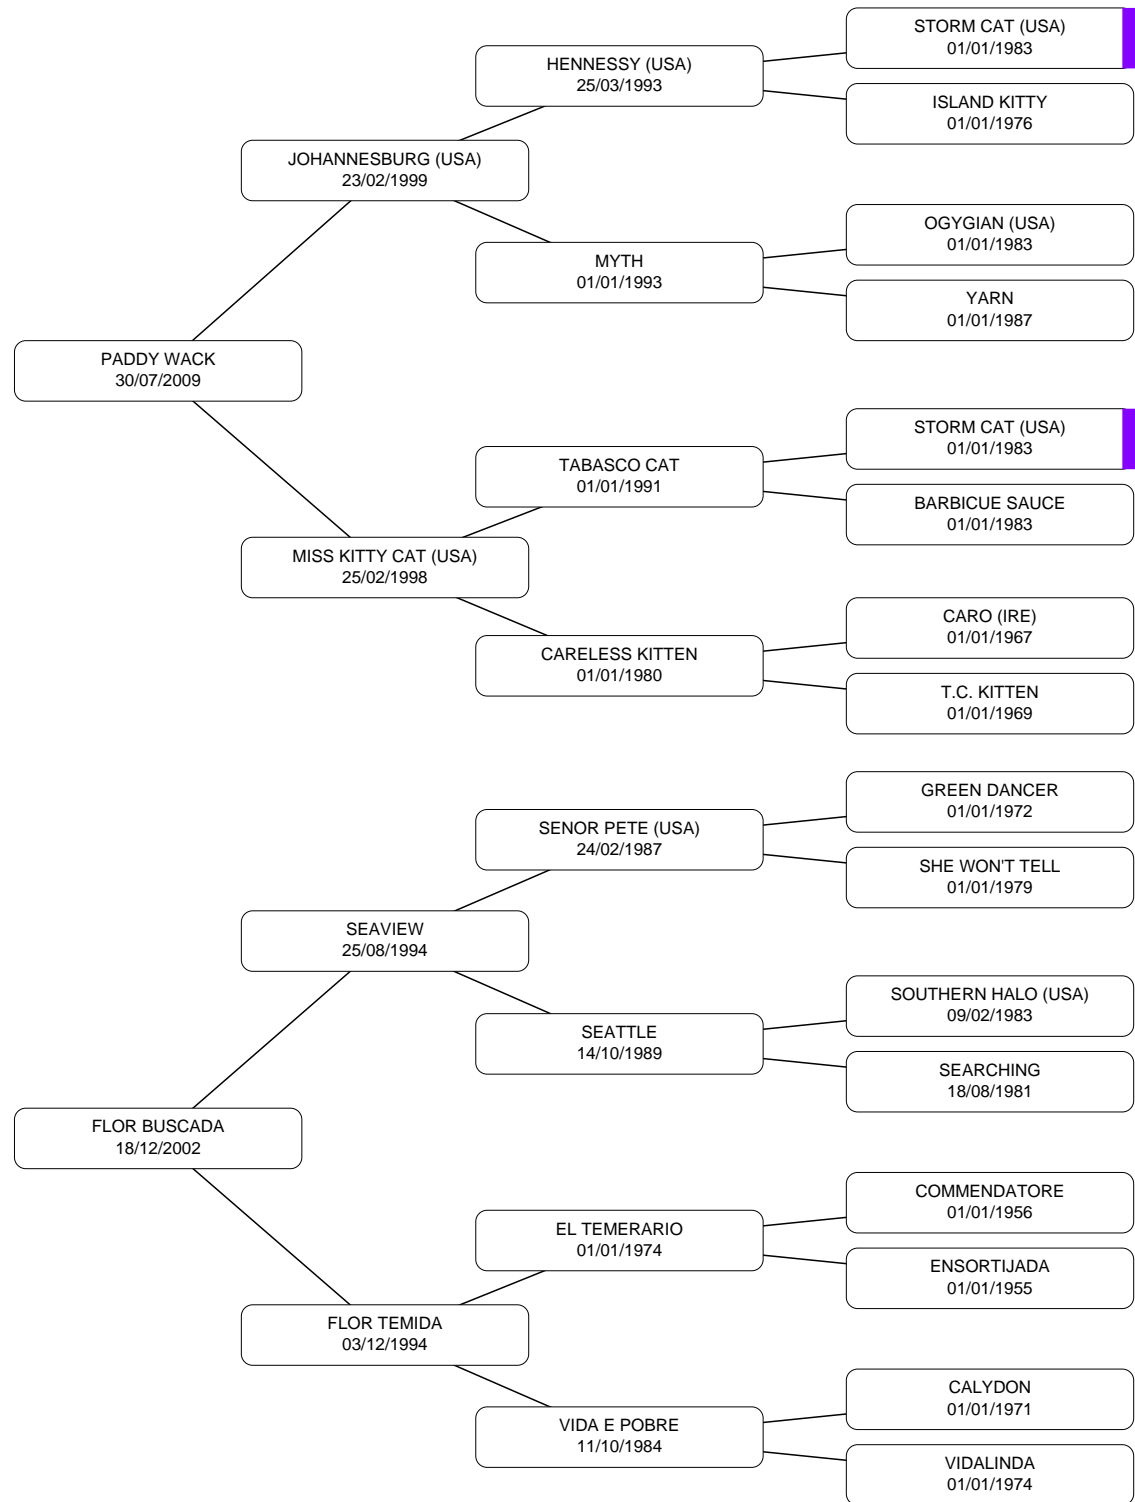 STORM CAT (USA)
01/01/1983
HENNESSY (USA)
25/03/1993
ISLAND KITTY
01/01/1976
JOHANNESBURG (USA)
23/02/1999
OGYGIAN (USA)
01/01/1983
MYTH
01/01/1993
YARN
01/01/1987
PADDY WACK
30/07/2009
STORM CAT (USA)
01/01/1983
TABASCO CAT
01/01/1991
BARBICUE SAUCE
01/01/1983
MISS KITTY CAT (USA)
25/02/1998
CARO (IRE)
01/01/1967
CARELESS KITTEN
01/01/1980
T.C. KITTEN
01/01/1969
GREEN DANCER
01/01/1972
SENOR PETE (USA)
24/02/1987
SHE WON'T TELL
01/01/1979
SEAVIEW
25/08/1994
SOUTHERN HALO (USA)
09/02/1983
SEATTLE
14/10/1989
SEARCHING
18/08/1981
FLOR BUSCADA
18/12/2002
COMMENDATORE
01/01/1956
EL TEMERARIO
01/01/1974
ENSORTIJADA
01/01/1955
FLOR TEMIDA
03/12/1994
CALYDON
01/01/1971
VIDA E POBRE
11/10/1984
VIDALINDA
01/01/1974